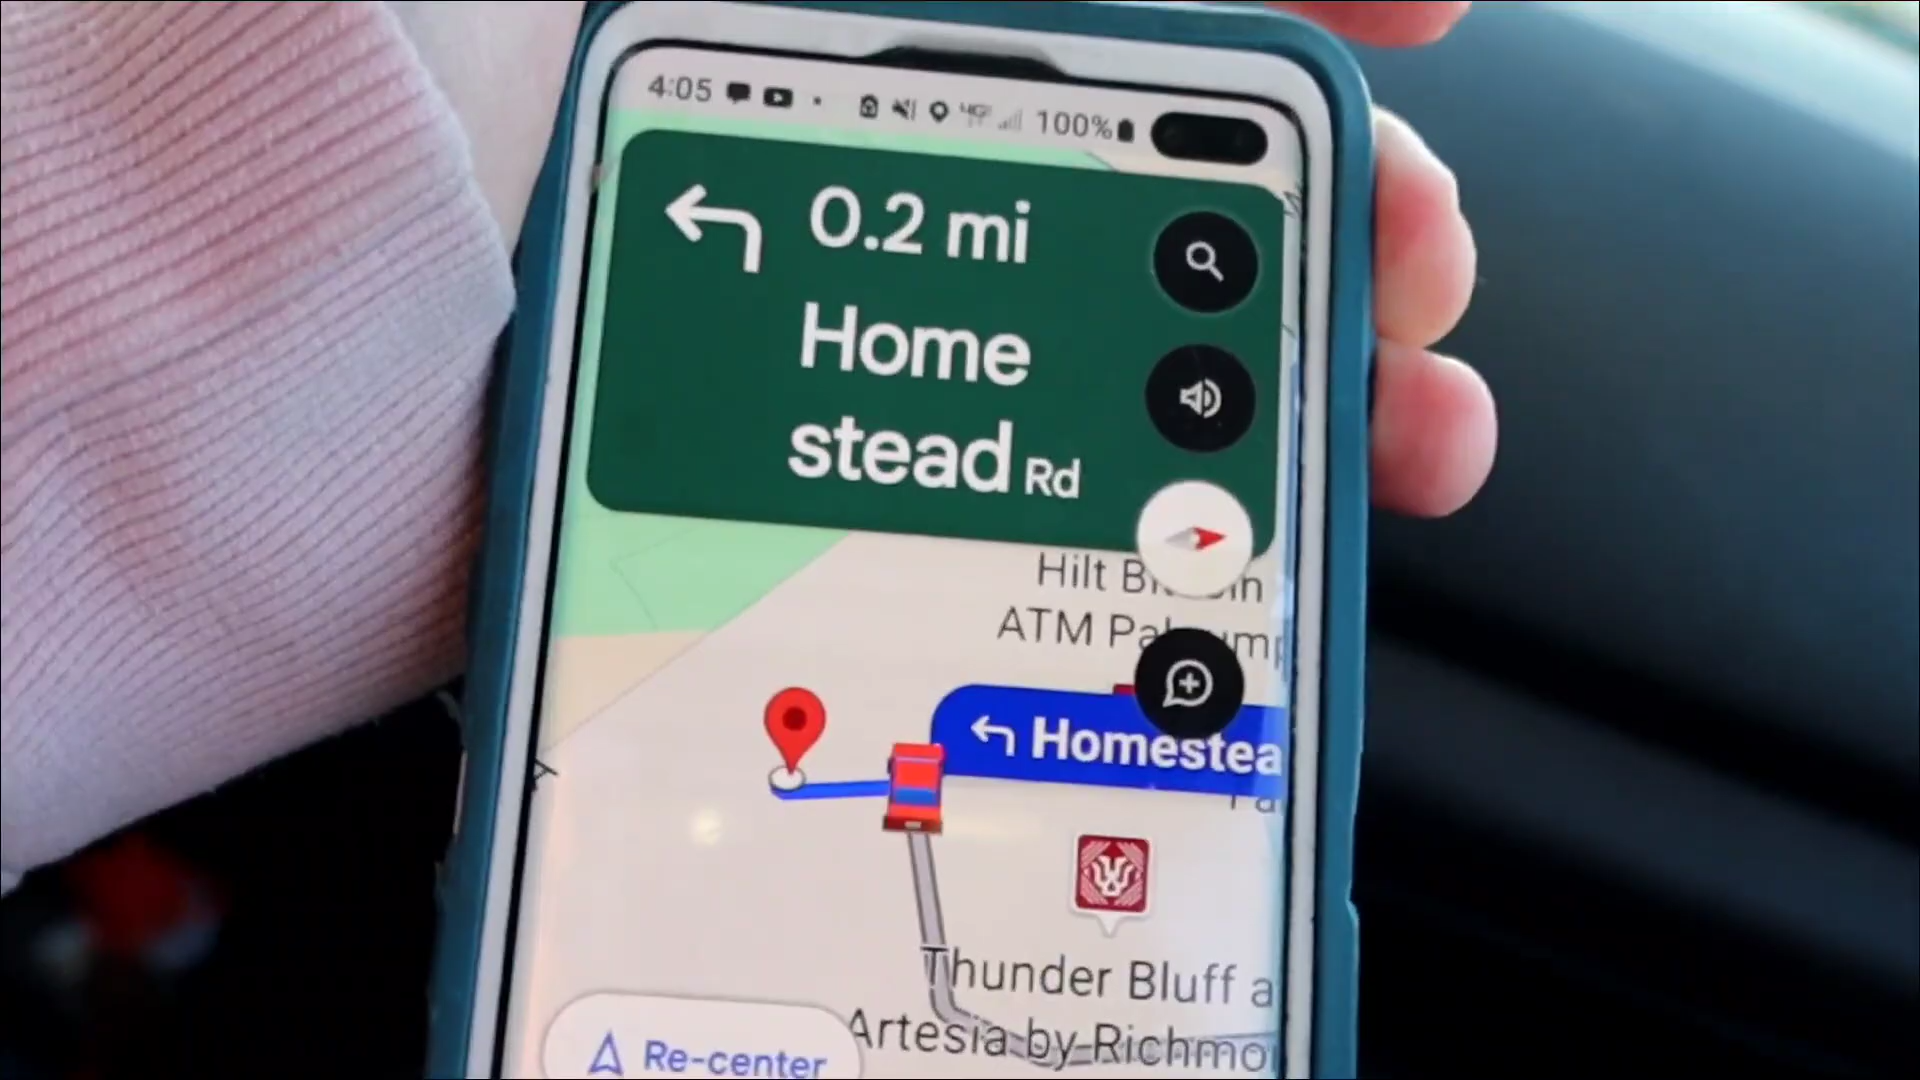 4:05
100%
0.2 mi
Home
stead Rd
Hilt
ATM
Homestea
Thunder Bluff a
Artesia by Richmo
Re-center